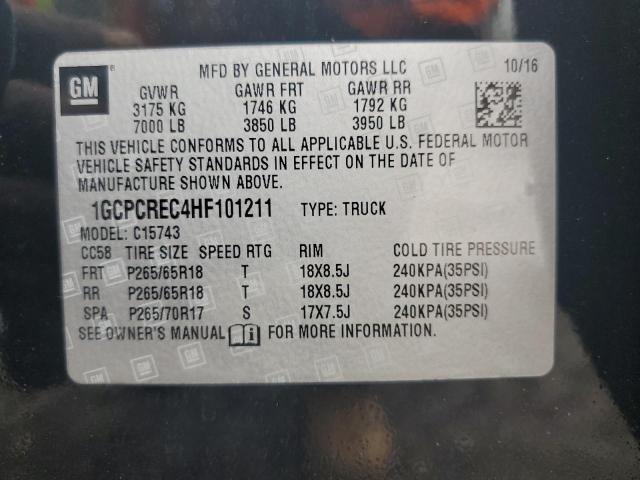 GM
MFD BY GENERAL MOTORS LLC 10/16
GVWR GAWR FRT GAWR RR
3175 KG 1746 KG 1792 KG
7000 LB 3850 LB 3950 LB
THIS VEHICLE CONFORMS TO ALL APPLICABLE U.S. FEDERAL MOTOR
VEHICLE SAFETY STANDARDS IN EFFECT ON THE DATE OF
MANUFACTURE SHOWN ABOVE.
1GCPCREC4HF101211 TYPE: TRUCK
MODEL: C15743
CC58 TIRE SIZE SPEED RTG RIM COLD TIRE PRESSURE
FRT P265/65R18 T 18X8.5J 240KPA(35PSI)
RR P265/65R18 T 18X8.5J 240KPA(35PSI)
SPA P265/70R17 S 17X7.5J 240KPA(35PSI)
SEE OWNER'S MANUAL FOR MORE INFORMATION.